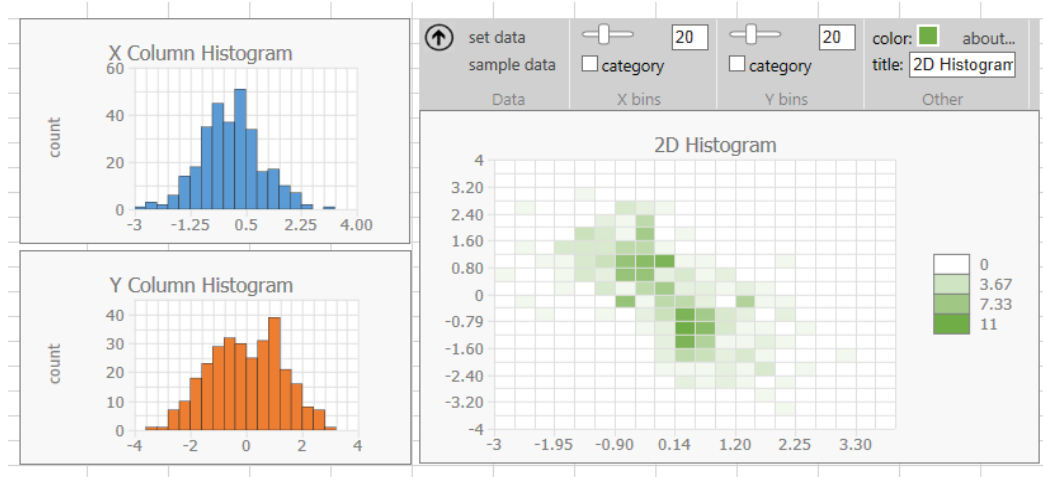 X Column Histogram
60
40
20
0
count
-3 -1.25 0.5 2.25 4.00
Y Column Histogram
40
30
20
10
0
count
-4 -2 0 2 4
set data 20 20 color: about...
sample data category category title: 2D Histogram
Data X bins Y bins Other
2D Histogram
4
3.20
2.40
1.60
0.80
0
-0.79
-1.60
-2.40
-3.20
-4
-3 -1.95 -0.90 0.14 1.20 2.25 3.30
0
3.67
7.33
11